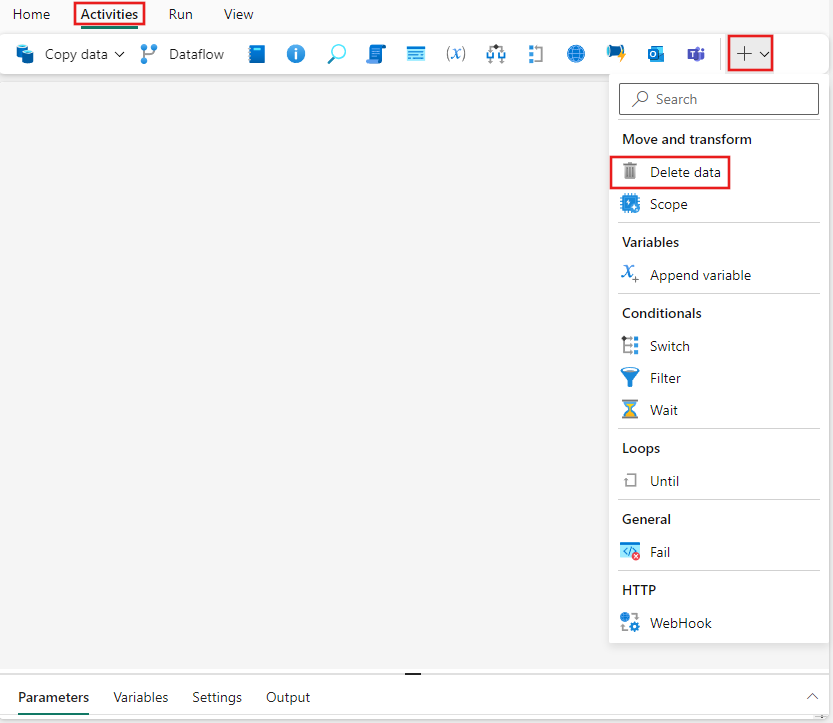 Home Activities Run View
Copy data Dataflow (x)
Search
Move and transform
Delete data
Scope
Variables
Append variable
Conditionals
Switch
Filter
Wait
Loops
Until
General
Fail
HTTP
WebHook
Parameters Variables Settings Output